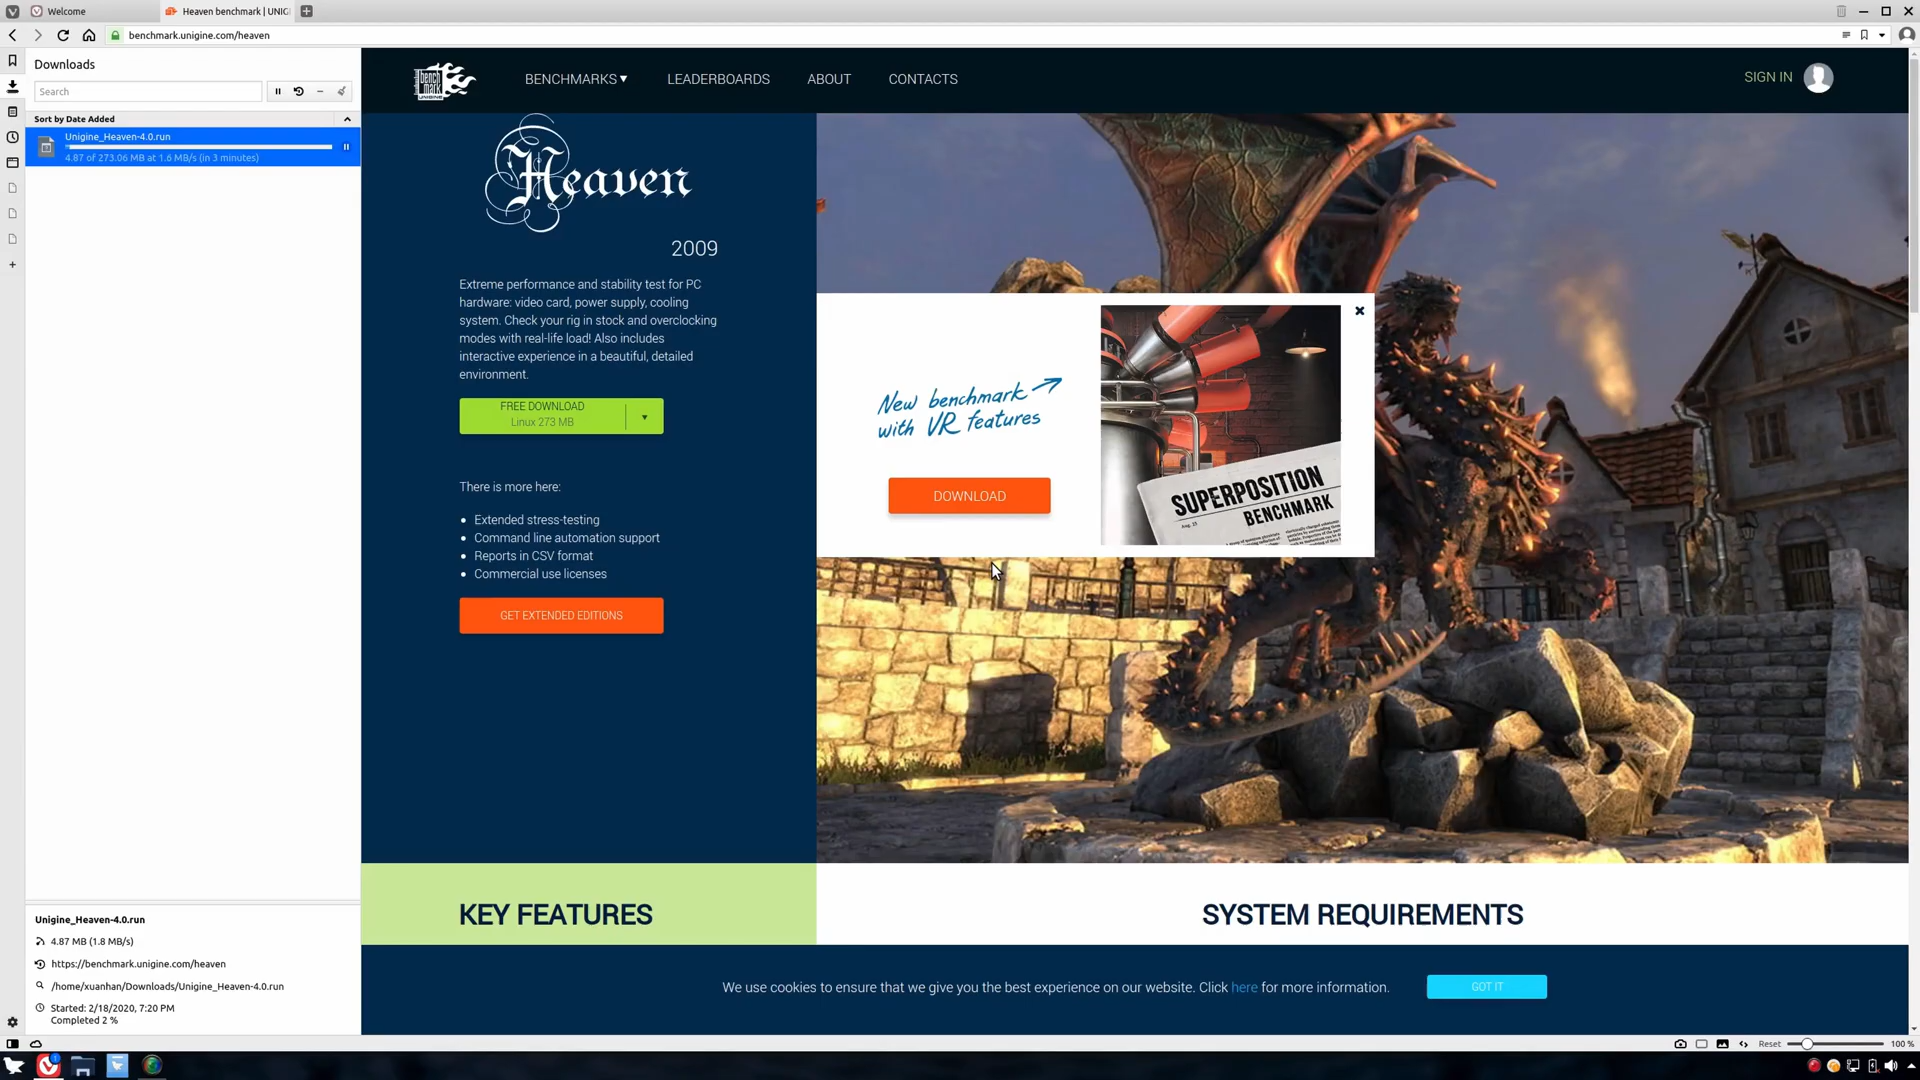 Welcome
Heaven benchmark | UNIGI
benchmark.unigine.com/heaven
Downloads
Search
Sort by Date Added
Unigine_Heaven-4.0.run
4.87 of 273.06 MB at 1.6 MB/s (in 3 minutes)
Unigine_Heaven-4.0.run
4.87 MB (1.8 MB/s)
https://benchmark.unigine.com/heaven
/home/xuanhan/Downloads/Unigine_Heaven-4.0.run
Started: 2/18/2020, 7:20 PM
Completed 2 %
BENCHMARKS
LEADERBOARDS
ABOUT
CONTACTS
SIGN IN
Heaven
2009
Extreme performance and stability test for PC
hardware: video card, power supply, cooling
system. Check your rig in stock and overclocking
modes with real-life load! Also includes
interactive experience in a beautiful, detailed
environment.
FREE DOWNLOAD
Linux 273 MB
There is more here:
Extended stress-testing
Command line automation support
Reports in CSV format
Commercial use licenses
GET EXTENDED EDITIONS
New benchmark
with VR features
DOWNLOAD
SUPERPOSITION
BENCHMARK
KEY FEATURES
SYSTEM REQUIREMENTS
We use cookies to ensure that we give you the best experience on our website. Click here for more information.
GOT IT
Reset
100 %